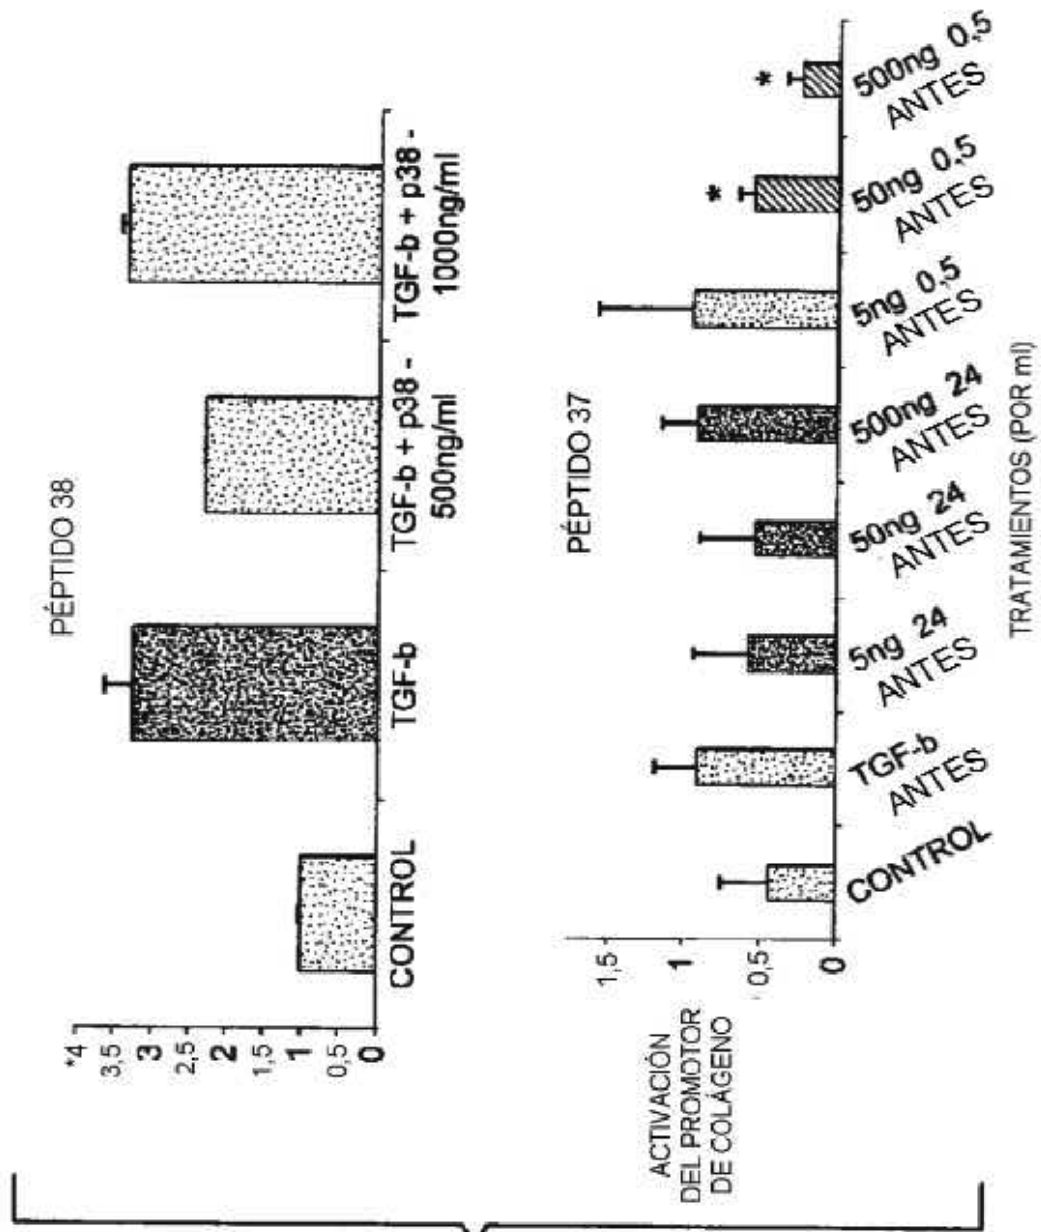 PÉPTIDO 38
*4
3,5
3
2,5
2
1,5
1
0,5
0
CONTROL
TGF-b
TGF-b + p38 -
500ng/ml
TGF-b + p38 -
1000ng/ml
PÉPTIDO 37
ACTIVACIÓN
DEL PROMOTOR
DE COLÁGENO
1,5
1
0,5
0
*
*
CONTROL
TGF-b
ANTES
5ng 24
ANTES
50ng 24
ANTES
500ng 24
ANTES
5ng 0,5
ANTES
50ng 0,5
ANTES
500ng 0,5
ANTES
TRATAMIENTOS (POR ml)